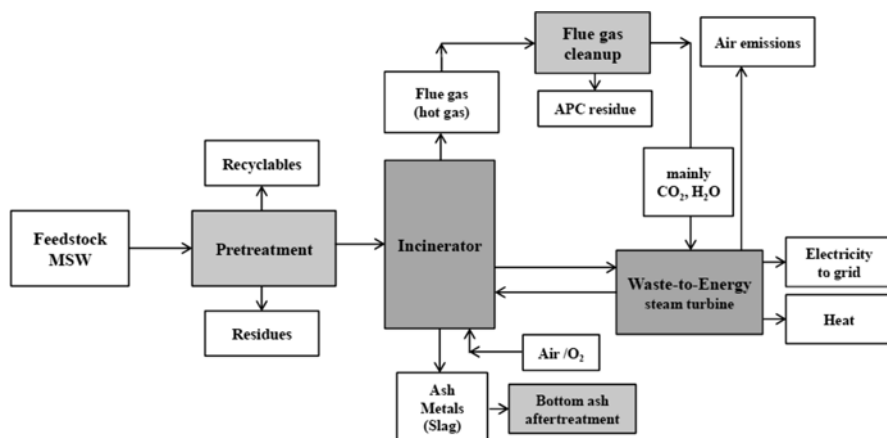 Flue gas
cleanup
Air emissions
Flue gas
(hot gas)
APC residue
Recyclables
mainly
CO₂, H₂O
Feedstock
MSW
Pretreatment
Incinerator
Waste-to-Energy
steam turbine
Electricity
to grid
Residues
Heat
Air /O₂
Ash
Metals
(Slag)
Bottom ash
aftertreatment